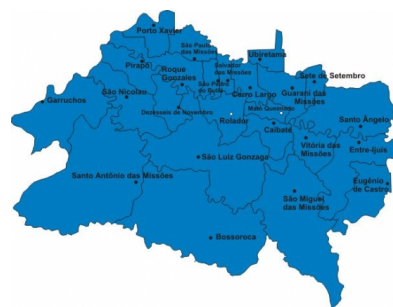 Porto Xavier
São Paulo
das Missões
Ubiretama
Pirapó
Roque
Gonzales
Salvador
das Missões
São Pedro
do Butiá
Sete de Setembro
Cerro Largo
Guarani das
Missões
Garruchos
São Nicolau
Dezesseis de Novembro
Mato Queimado
Rolador
Caibaté
Santo Ângelo
Vitória das
Missões
Entre-Ijuis
São Luiz Gonzaga
Santo Antônio das Missões
Eugênio
de Castro
São Miguel
das Missões
Bossoroca